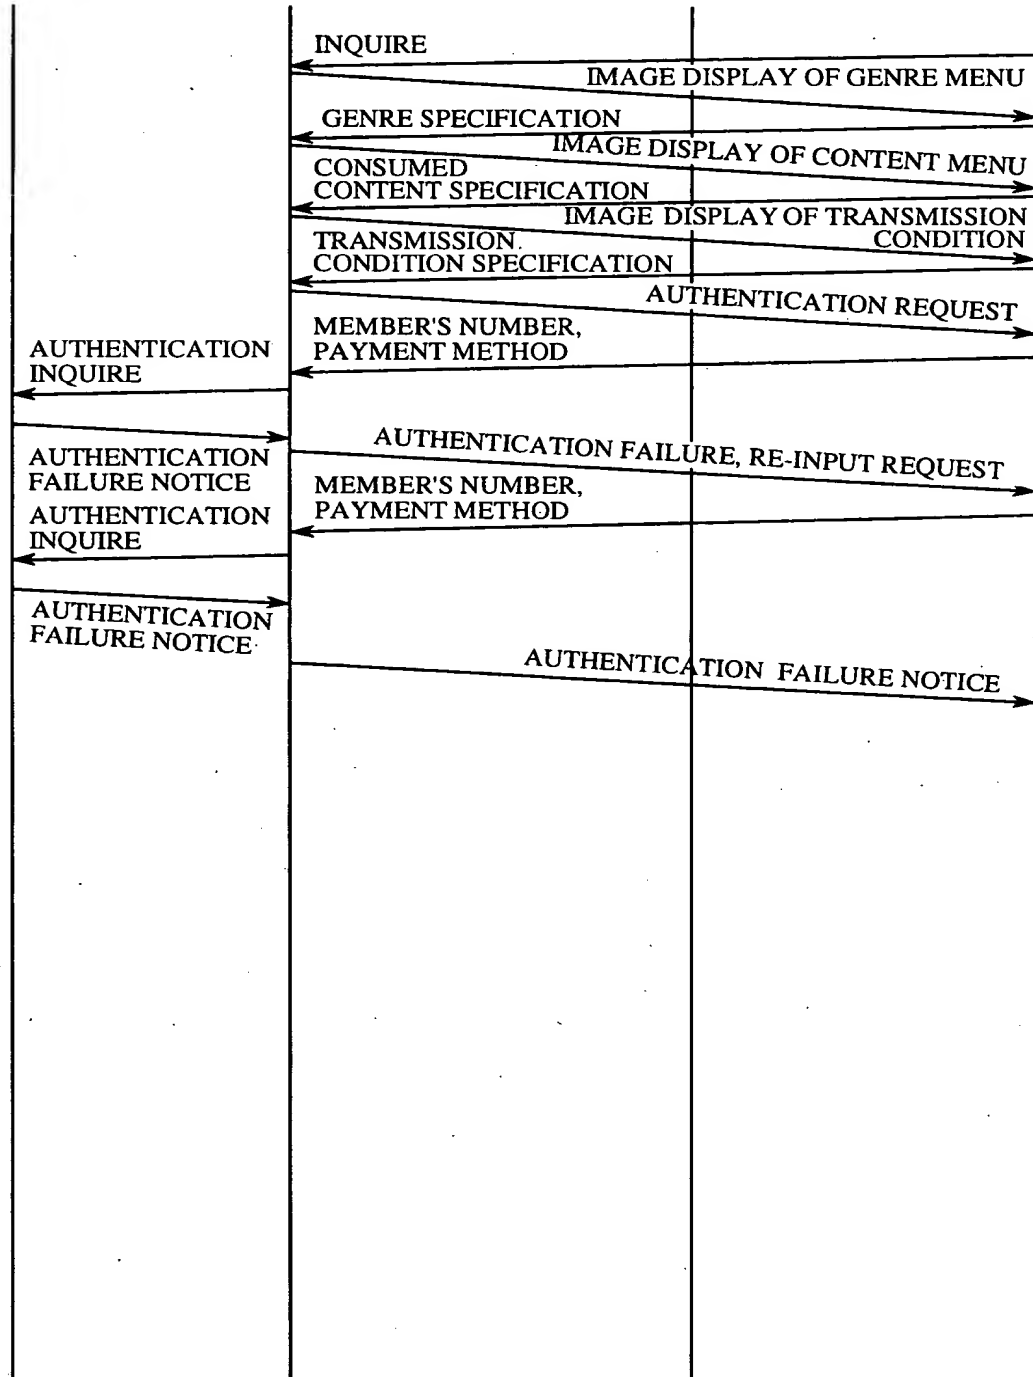 INQUIRE
IMAGE DISPLAY OF GENRE MENU
GENRE SPECIFICATION
IMAGE DISPLAY OF CONTENT MENU
CONSUMED
CONTENT SPECIFICATION
IMAGE DISPLAY OF TRANSMISSION
CONDITION
TRANSMISSION
CONDITION SPECIFICATION
AUTHENTICATION REQUEST
MEMBER'S NUMBER,
PAYMENT METHOD
AUTHENTICATION
INQUIRE
AUTHENTICATION FAILURE, RE-INPUT REQUEST
AUTHENTICATION
FAILURE NOTICE
MEMBER'S NUMBER,
PAYMENT METHOD
AUTHENTICATION
INQUIRE
AUTHENTICATION
FAILURE NOTICE
AUTHENTICATION FAILURE NOTICE